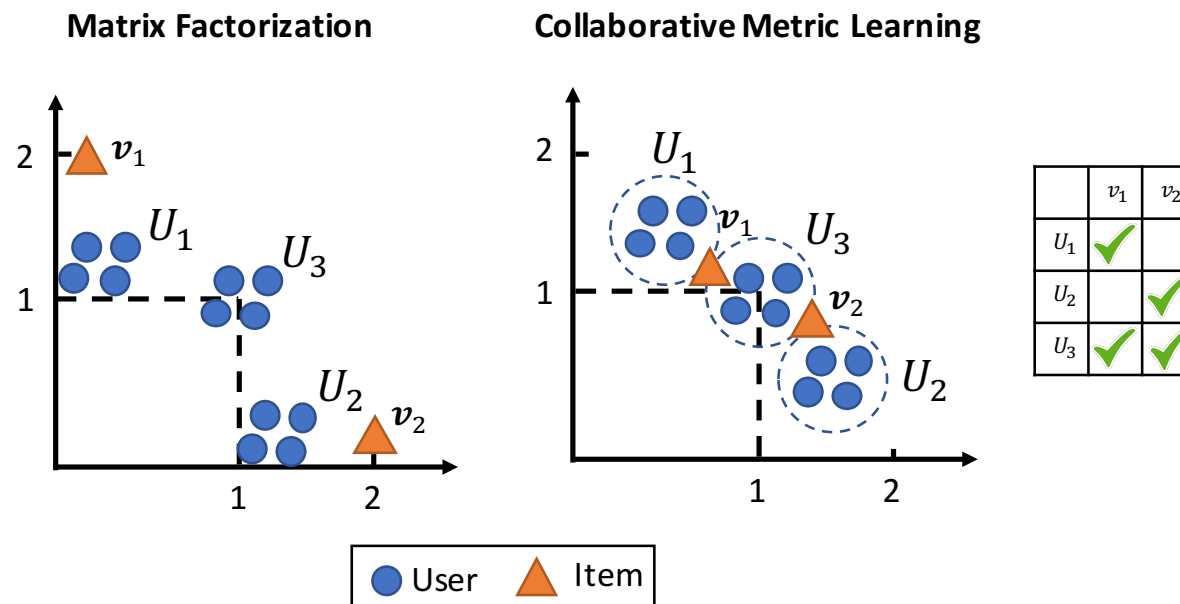 Matrix Factorization
Collaborative Metric Learning
2
v₁
U₁
U₃
1
U₂
v₂
1
2
2
U₁
v₁
U₃
1
v₂
U₂
1
2
v₁ v₂
U₁
U₂
U₃
User
Item